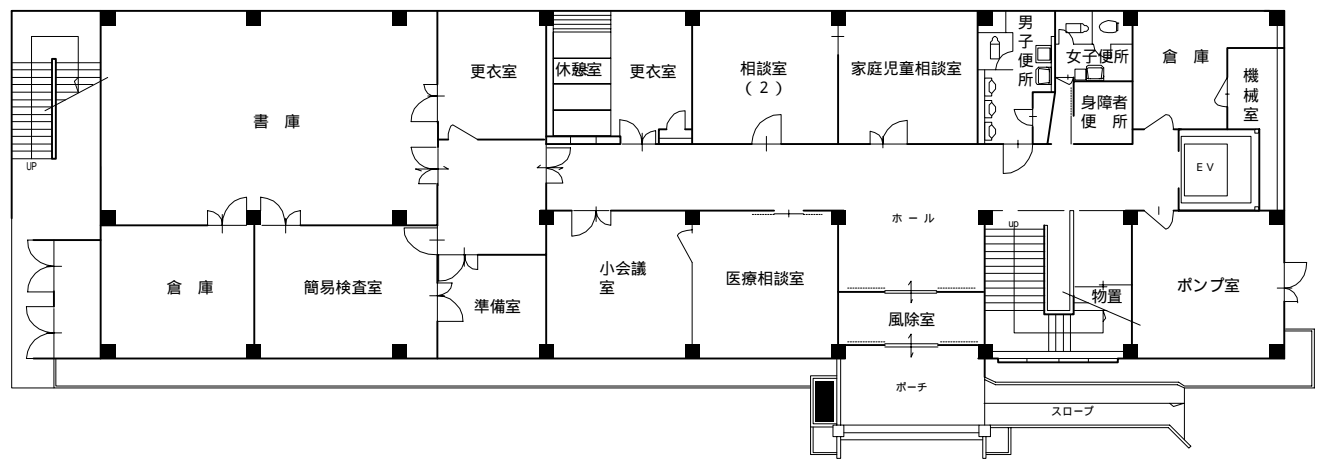 書 庫
更衣室
休憩室
更衣室
相談室
(2)
家庭児童相談室
男子便所
女子便所
身障者
便 所
倉 庫
機械室
EV
UP
倉 庫
簡易検査室
準備室
小会議
室
医療相談室
ホール
風除室
ポーチ
スロープ
up
物置
ポンプ室